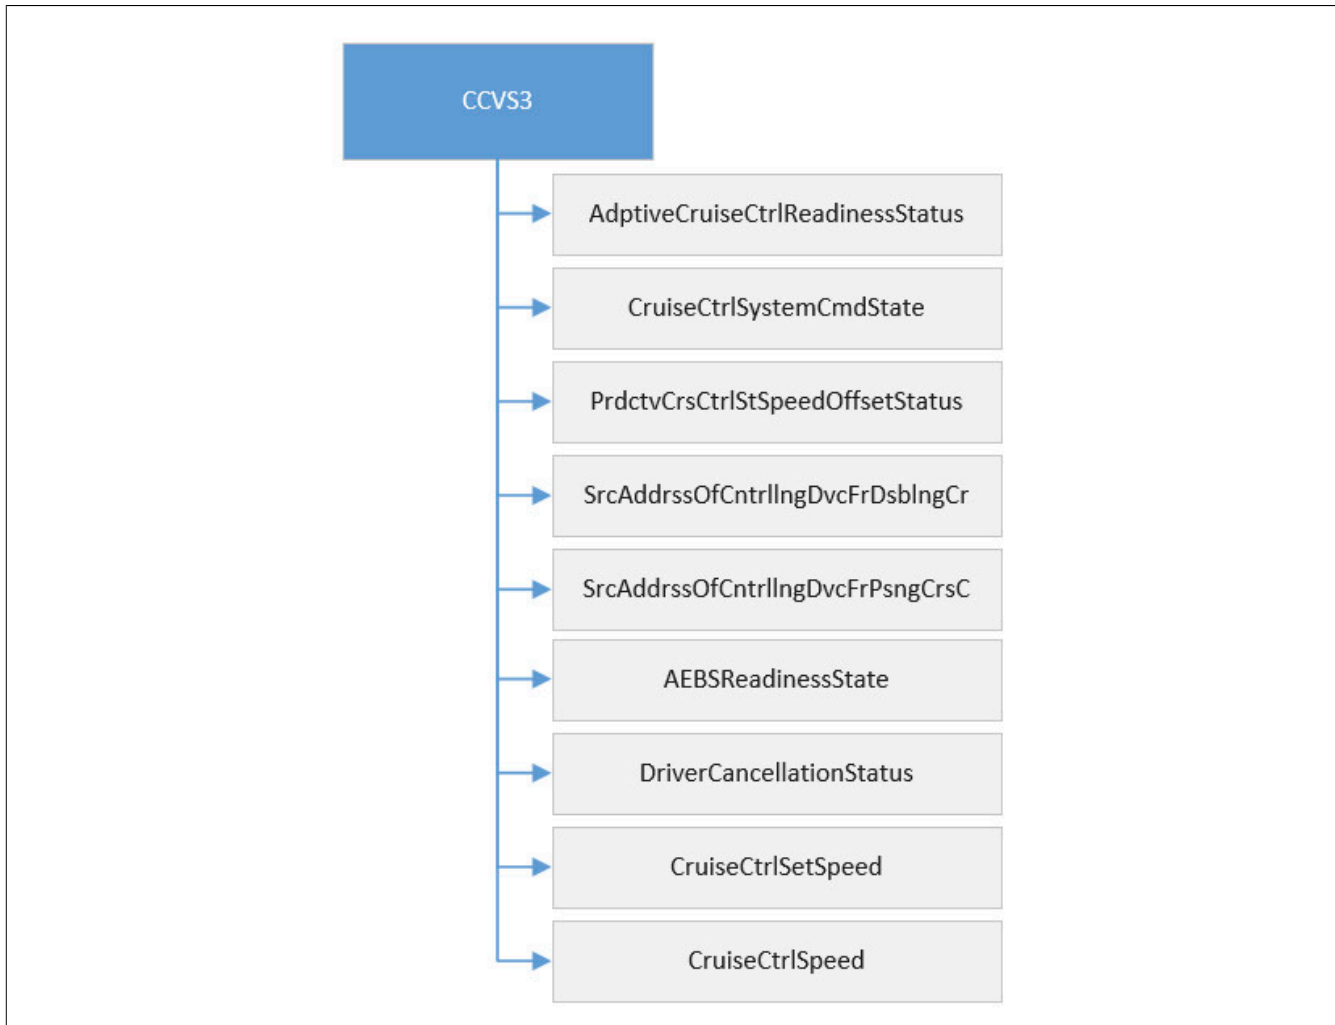 CCVS3
AdptiveCruiseCtrlReadinessStatus
CruiseCtrlSystemCmdState
PrdctvCrsCtrlStSpeedOffsetStatus
SrcAddrssOfCntrllngDvcFrDsblngCr
SrcAddrssOfCntrllngDvcFrPsngCrsC
AEBSReadinessState
DriverCancellationStatus
CruiseCtrlSetSpeed
CruiseCtrlSpeed